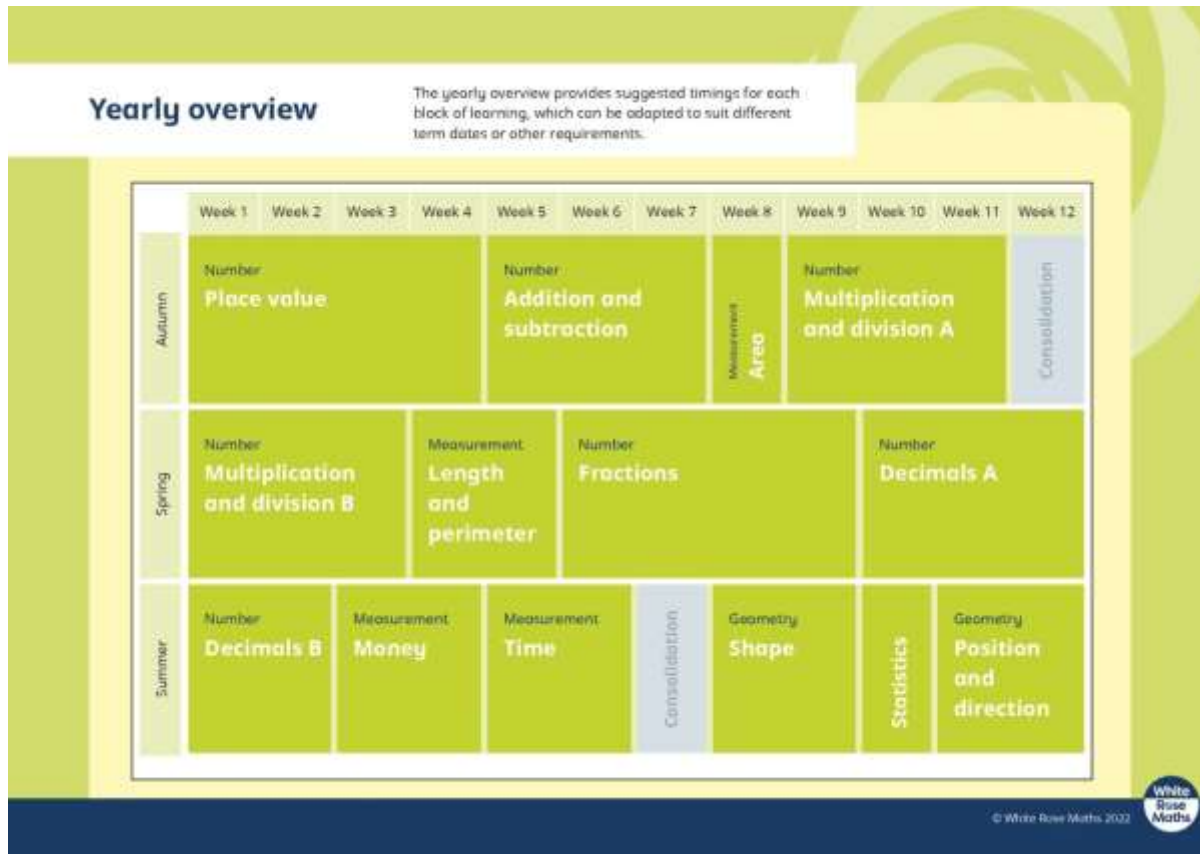 Yearly overview
The yearly overview provides suggested timings for each
block of learning, which can be adapted to suit different
term dates or other requirements.
Week 1 Week 2 Week 3 Week 4 Week 5 Week 6 Week 7 Week 8 Week 9 Week 10 Week 11 Week 12
Autumn
Number
Place value
Number
Addition and
subtraction
Measurement
Area
Number
Multiplication
and division A
Consolidation
Spring
Number
Multiplication
and division B
Measurement
Length
and
perimeter
Number
Fractions
Number
Decimals A
Summer
Number
Decimals B
Measurement
Money
Measurement
Time
Consolidation
Geometry
Shape
Statistics
Geometry
Position
and
direction
© White Rose Maths 2022
White
Rose
Maths